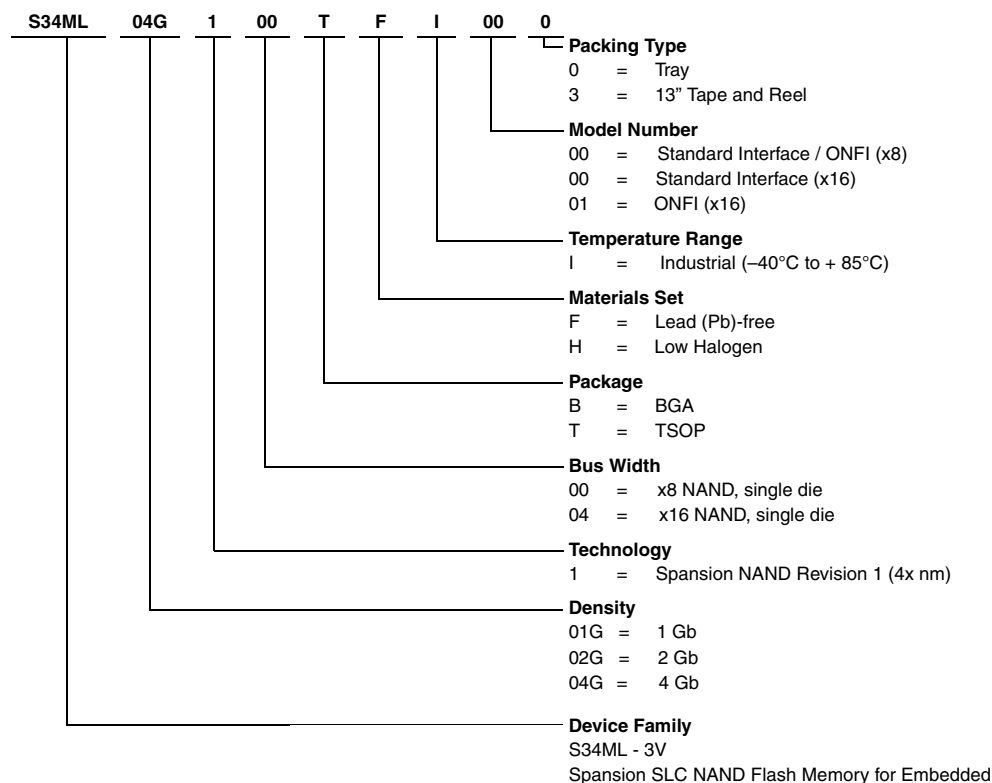 S34ML 04G 1 00 T F I 00 0
Packing Type
0 = Tray
3 = 13” Tape and Reel
Model Number
00 = Standard Interface / ONFI (x8)
00 = Standard Interface (x16)
01 = ONFI (x16)
Temperature Range
I = Industrial (–40°C to + 85°C)
Materials Set
F = Lead (Pb)-free
H = Low Halogen
Package
B = BGA
T = TSOP
Bus Width
00 = x8 NAND, single die
04 = x16 NAND, single die
Technology
1 = Spansion NAND Revision 1 (4x nm)
Density
01G = 1 Gb
02G = 2 Gb
04G = 4 Gb
Device Family
S34ML - 3V
Spansion SLC NAND Flash Memory for Embedded